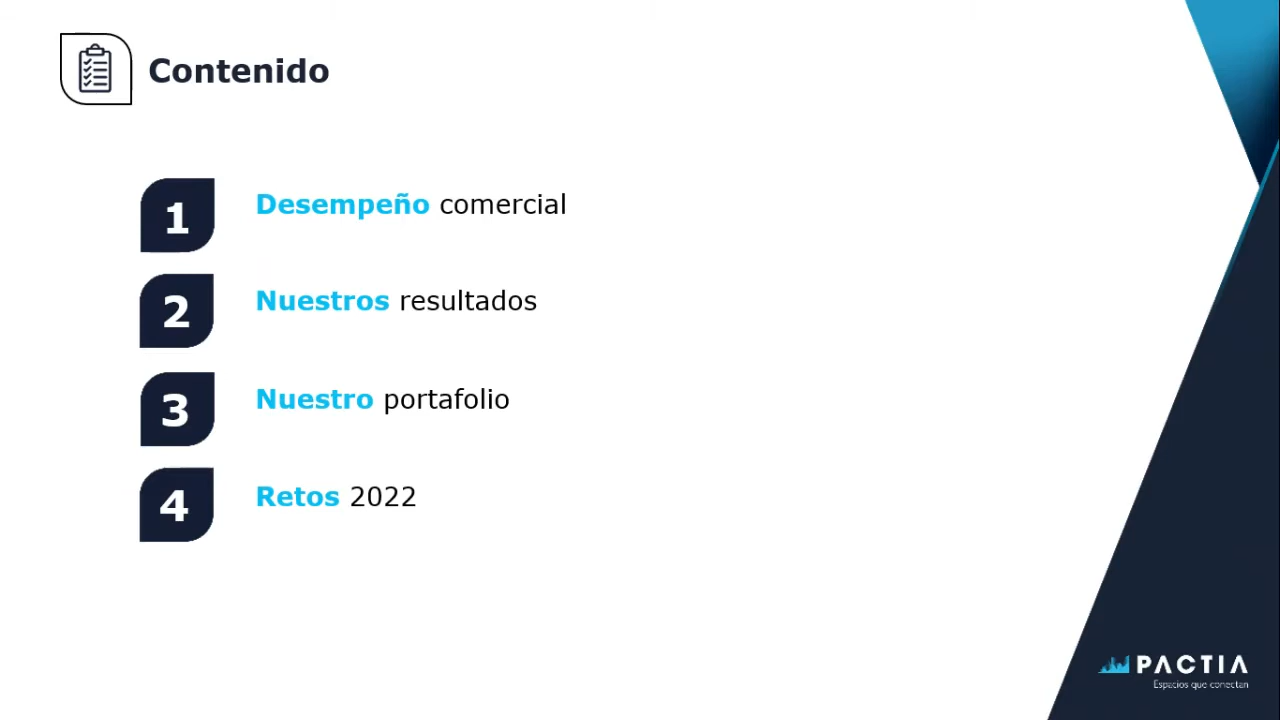 Contenido
1
Desempeño comercial
2
Nuestros resultados
3
Nuestro portafolio
4
Retos 2022
PACTIA
Espacios que conectan